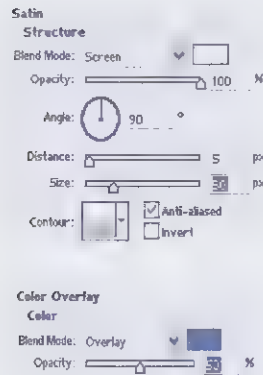 Satin
Structure
Blend Mode: Screen
Opacity: 100 %
Angle: 90 °
Distance: 5 px
Size: px
Contour: Anti-aliased
Invert
Color Overlay
Color
Blend Mode: Overlay
Opacity: 50 %